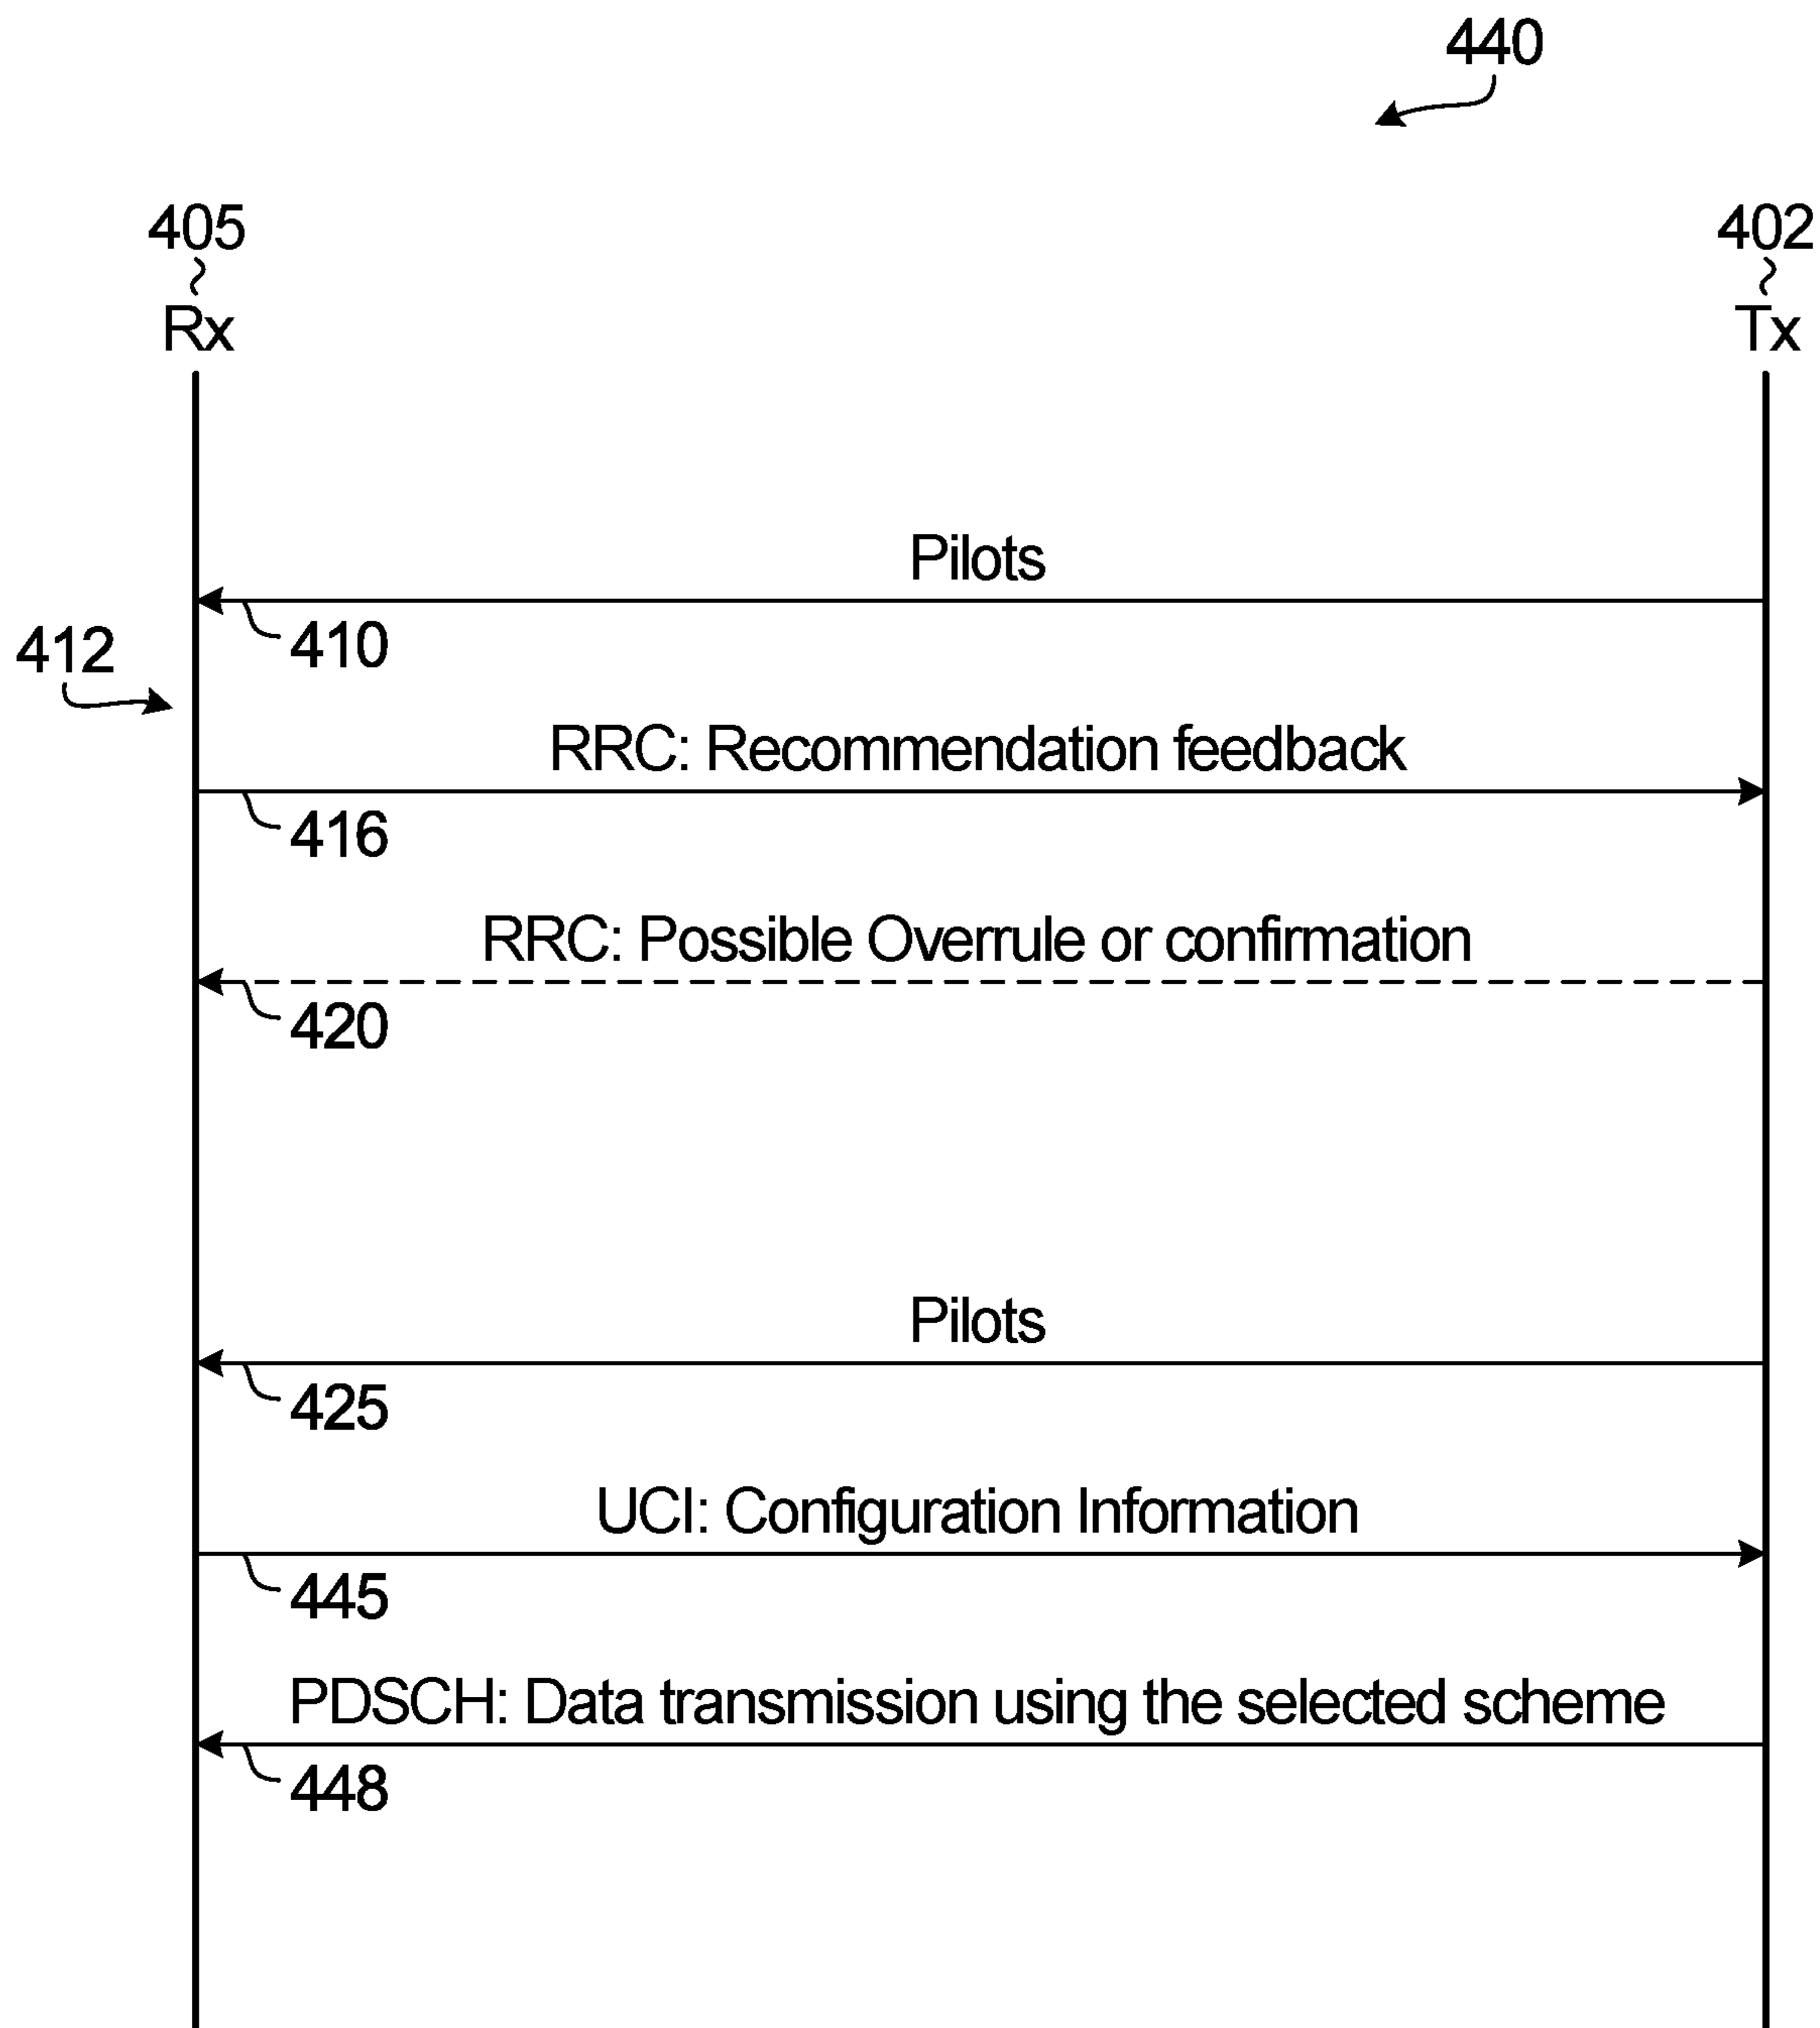 440
405
402
Rx
Tx
Pilots
410
412
RRC: Recommendation feedback
416
RRC: Possible Overrule or confirmation
420
Pilots
425
UCI: Configuration Information
445
PDSCH: Data transmission using the selected scheme
448